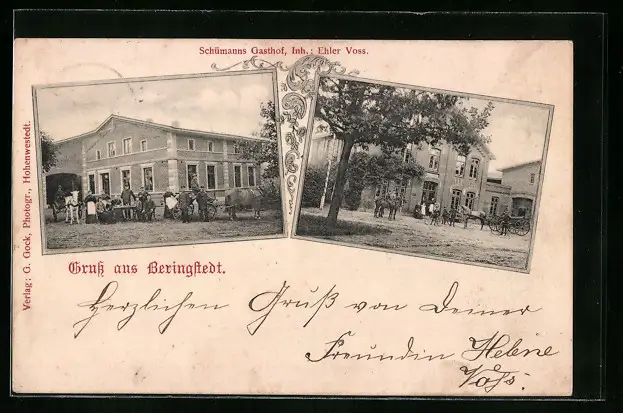 Schümanns Gasthof, Inh.: Ehler Voss.
Verlag: G. Gock, Photogr., Hohenwestedt.
Gruß aus Beringstedt.
Herzlichen Gruß von Deiner
Freundin Helene
Voß.